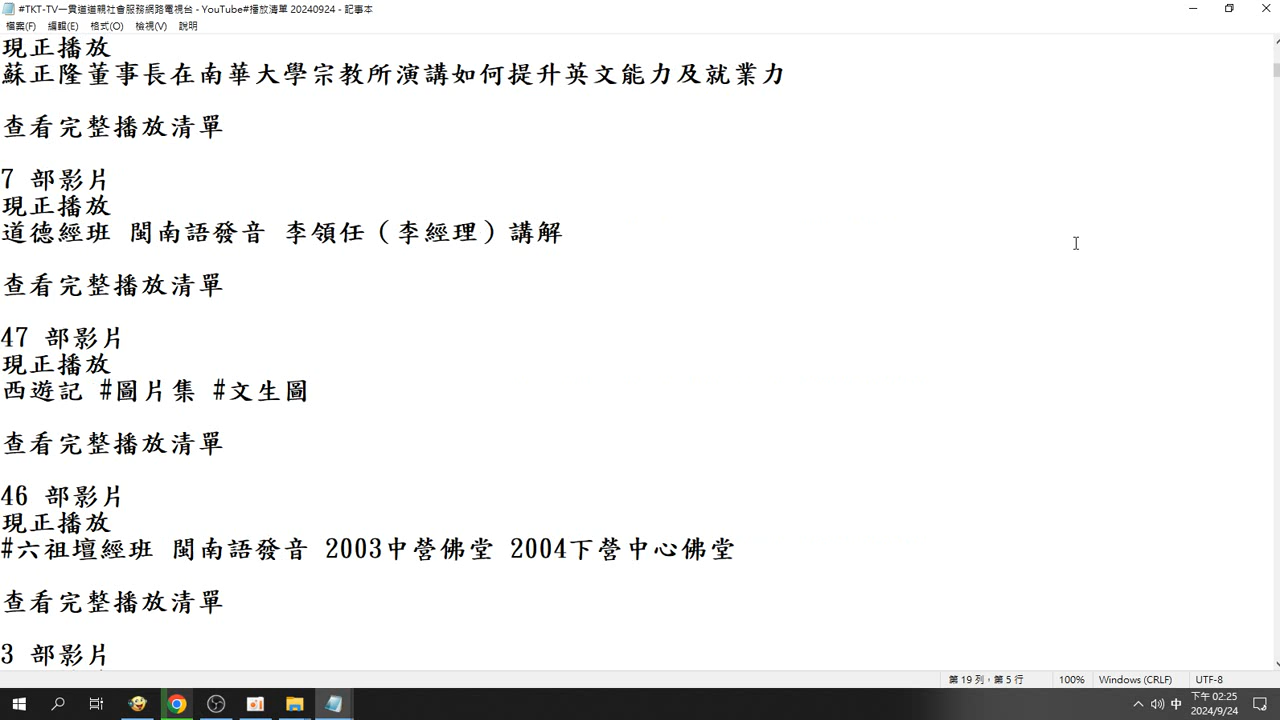 #TKT-TV一貫道道親社會服務網路電視台 - YouTube#播放清單 20240924 - 記事本
檔案(F) 編輯(E) 格式(O) 檢視(V) 說明
現正播放
蘇正隆董事長在南華大學宗教所演講如何提升英文能力及就業力
查看完整播放清單
7 部影片
現正播放
道德經班 閩南語發音 李領任（李經理）講解
查看完整播放清單
47 部影片
現正播放
西遊記 #圖片集 #文生圖
查看完整播放清單
46 部影片
現正播放
#六祖壇經班 閩南語發音 2003中營佛堂 2004下營中心佛堂
查看完整播放清單
3 部影片
第 19 列，第 5 行 100% Windows (CRLF) UTF-8
中 下午 02:25
2024/9/24